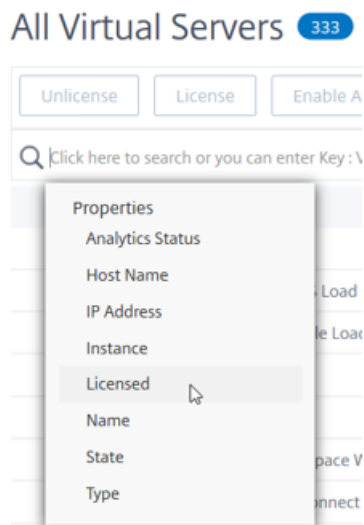 All Virtual Servers 333
Unlicense License Enable A
Click here to search or you can enter Key : V
Properties
Analytics Status
Host Name
IP Address
Load
Instance
le Load
Licensed
Name
State
pace W
Type
nnect